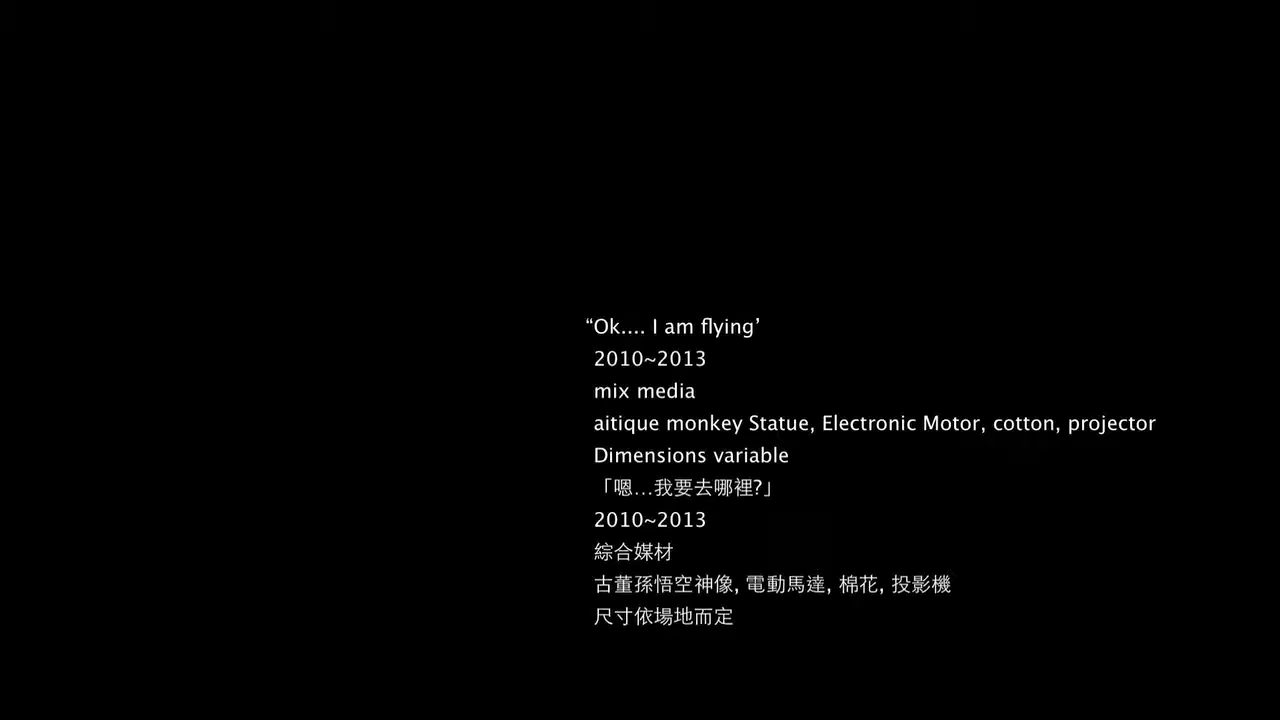 “Ok.... I am flying’
2010~2013
mix media
aitique monkey Statue, Electronic Motor, cotton, projector
Dimensions variable
「嗯…我要去哪裡?」
2010~2013
綜合媒材
古董孫悟空神像, 電動馬達, 棉花, 投影機
尺寸依場地而定